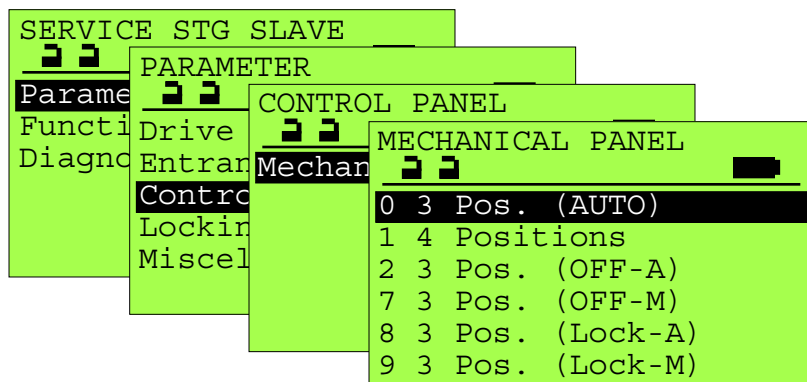 SERVICE STG SLAVE
Parame
Functi
Diagno
PARAMETER
Drive
Entran
Contro
Lockin
Miscel
CONTROL PANEL
Mechan
MECHANICAL PANEL
0 3 Pos. (AUTO)
1 4 Positions
2 3 Pos. (OFF-A)
7 3 Pos. (OFF-M)
8 3 Pos. (Lock-A)
9 3 Pos. (Lock-M)